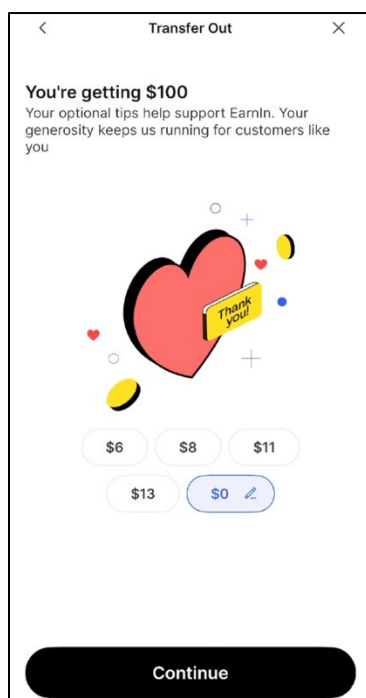 Transfer Out
You're getting $100
Your optional tips help support EarnIn. Your
generosity keeps us running for customers like
you
Thank
you!
$6 $8 $11
$13 $0
Continue